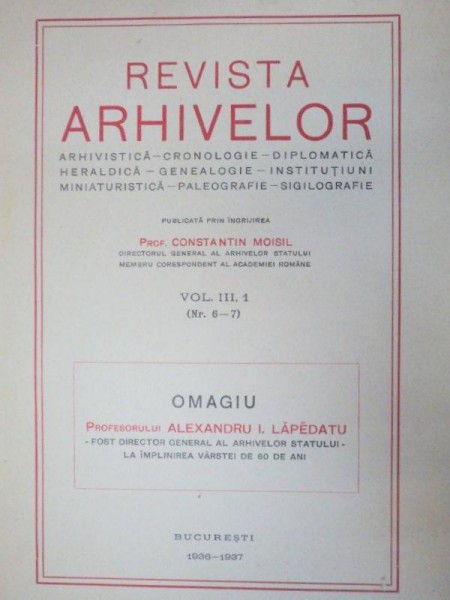 REVISTA
ARHIVELOR
ARHIVISTICĂ – CRONOLOGIE – DIPLOMATICĂ
HERALDICĂ – GENEALOGIE – INSTITUȚIUNI
MINIATURISTICĂ – PALEOGRAFIE – SIGILOGRAFIE
PUBLICATĂ PRIN ÎNGRIJIREA
PROF. CONSTANTIN MOISIL
DIRECTORUL GENERAL AL ARHIVELOR STATULUI
MEMBRU CORESPONDENT AL ACADEMIEI ROMÂNE
VOL. III, 1
(Nr. 6–7)
OMAGIU
PROFESORULUI ALEXANDRU I. LĂPĔDATU
- FOST DIRECTOR GENERAL AL ARHIVELOR STATULUI -
LA ÎMPLINIREA VÂRSTEI DE 60 DE ANI
BUCUREȘTI
1936–1937